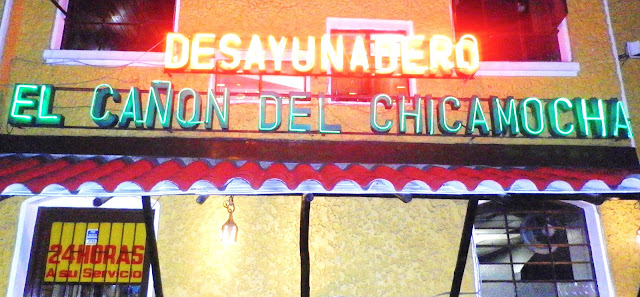 DESAYUNADERO
EL CAÑON DEL CHICAMOCHA
24HORAS
A su Servicio